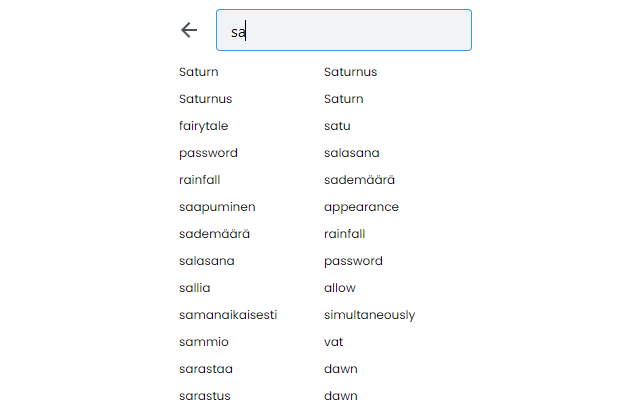 sa
Saturn Saturnus
Saturnus Saturn
fairytale satu
password salasana
rainfall sademäärä
saapuminen appearance
sademäärä rainfall
salasana password
sallia allow
samanaikaisesti simultaneously
sammio vat
sarastaa dawn
sarastus dawn